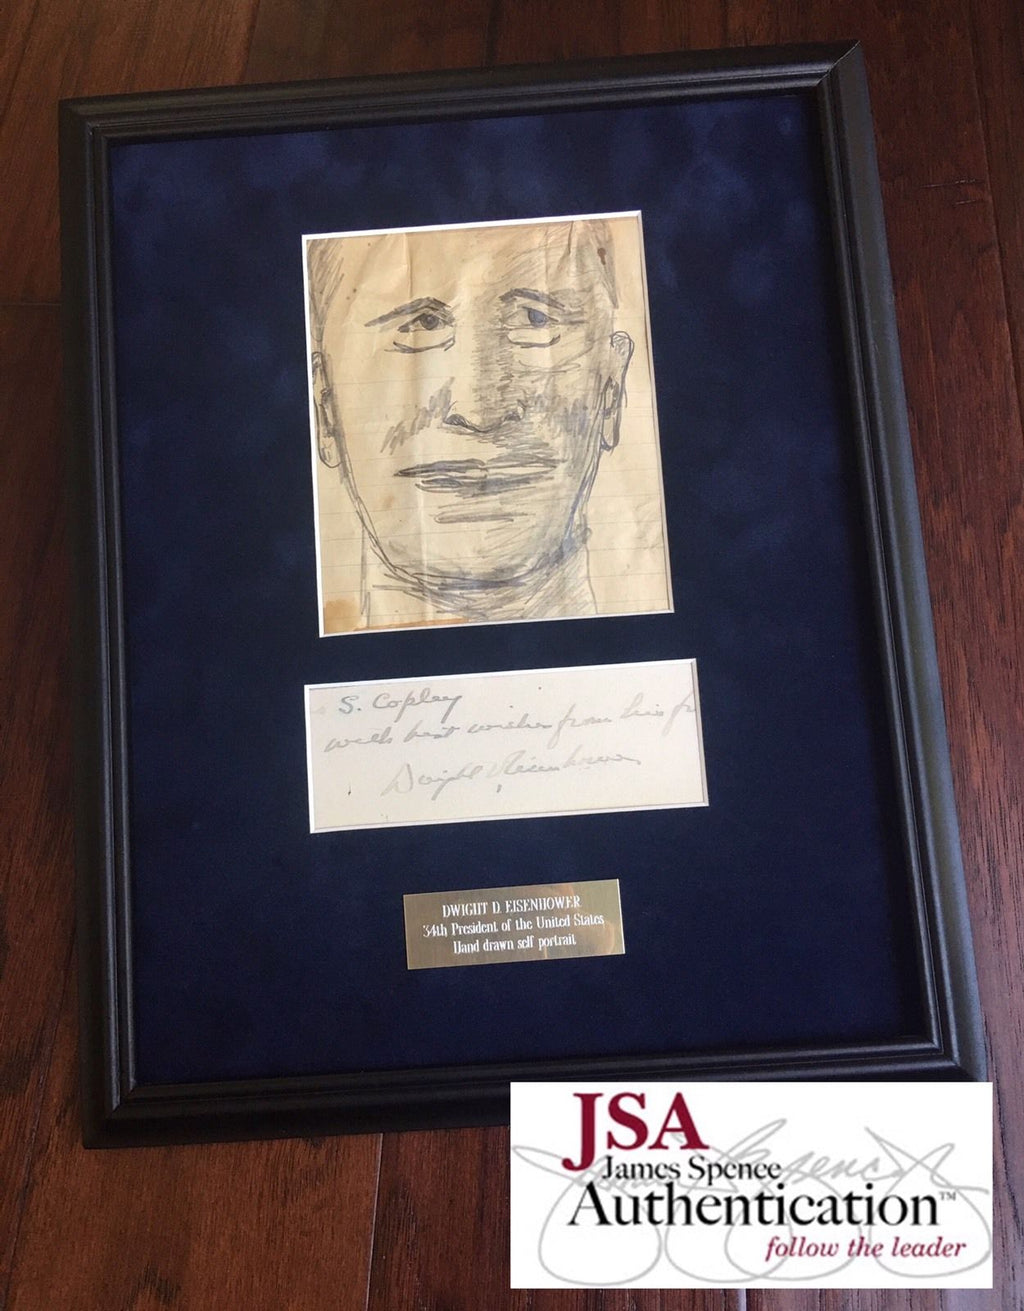 S. Copley
with best wishes from his
Dwight Eisenhower
DWIGHT D. EISENHOWER
34th President of the United States
Hand drawn self portrait
JSA
James Spence
Authentication™
follow the leader